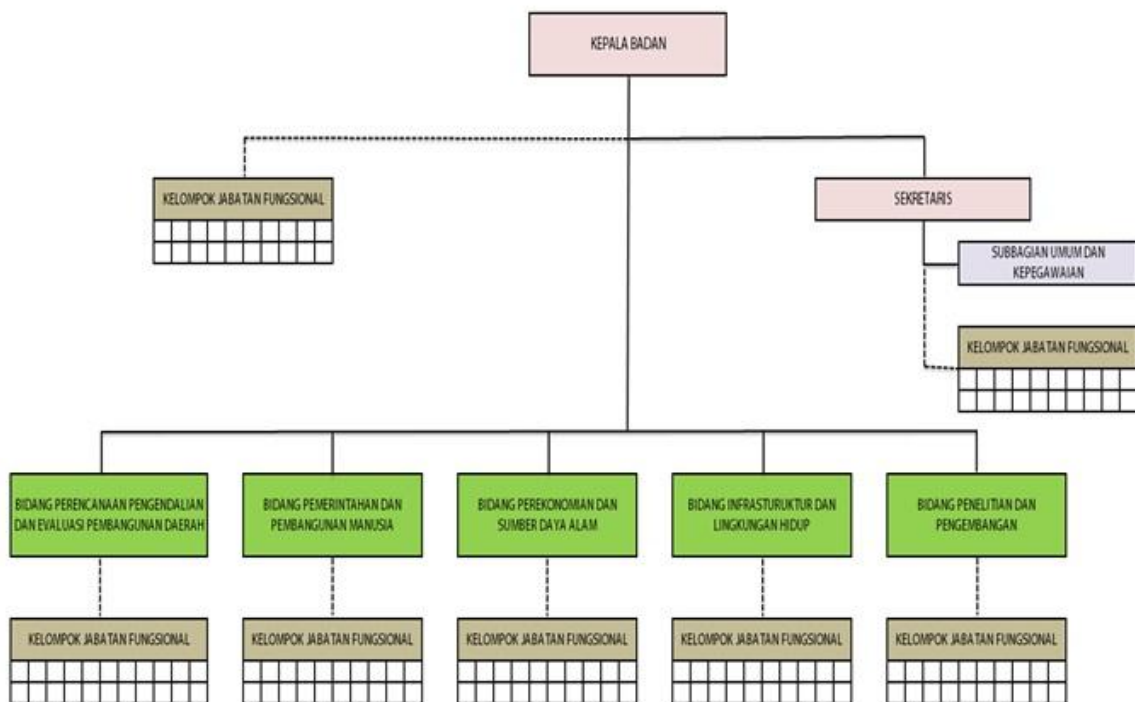 KEPALA BADAN
KELOMPOK JABATAN FUNGSIONAL
SEKRETARIS
SUBBAGIAN UMUM DAN
KEPEGAWAIAN
KELOMPOK JABATAN FUNGSIONAL
BIDANG PERENCANAAN PENGENDALIAN
DAN EVALUASI PEMBANGUNAN DAERAH
BIDANG PEMERINTAHAN DAN
PEMBANGUNAN MANUSIA
BIDANG PEREKONOMIAN DAN
SUMBER DAYA ALAM
BIDANG INFRASTURUKTUR DAN
LINGKUNGAN HIDUP
BIDANG PENELITIAN DAN
PENGEMBANGAN
KELOMPOK JABATAN FUNGSIONAL
KELOMPOK JABATAN FUNGSIONAL
KELOMPOK JABATAN FUNGSIONAL
KELOMPOK JABATAN FUNGSIONAL
KELOMPOK JABATAN FUNGSIONAL